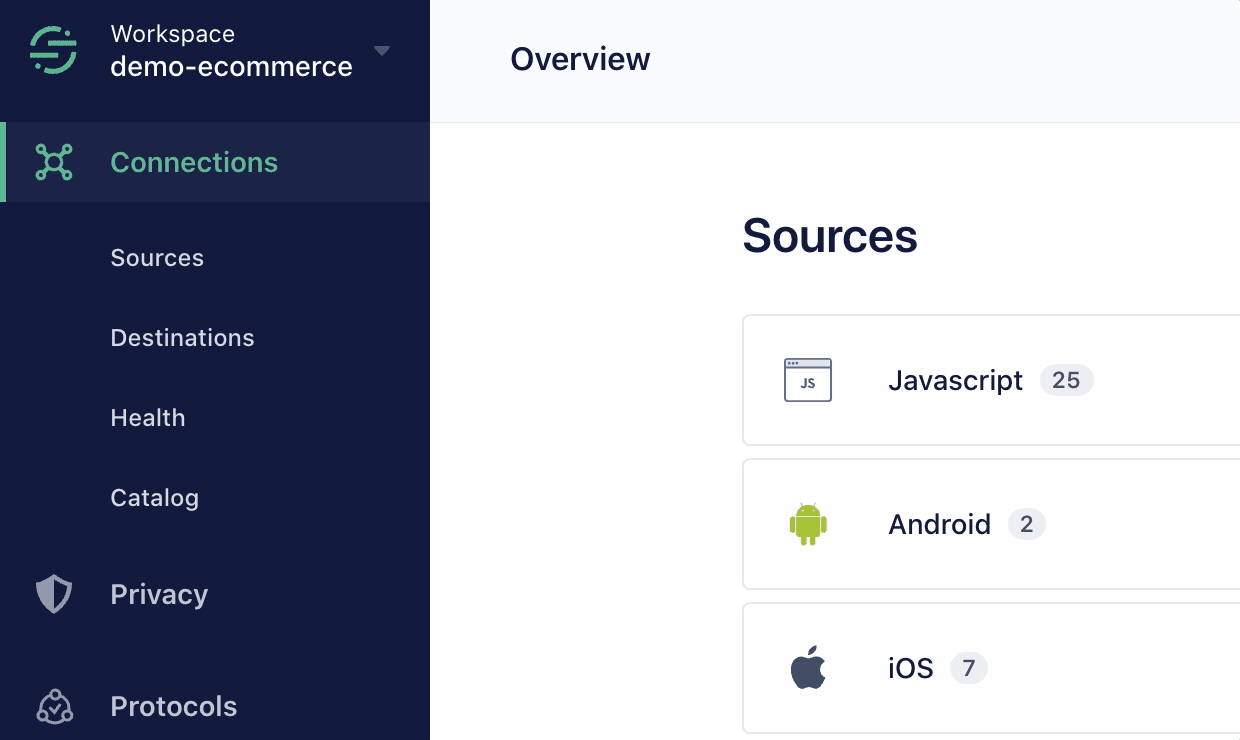 Workspace
demo-ecommerce
Connections
Sources
Destinations
Health
Catalog
Privacy
Protocols
Overview
Sources
JS
Javascript 25
Android 2
iOS 7